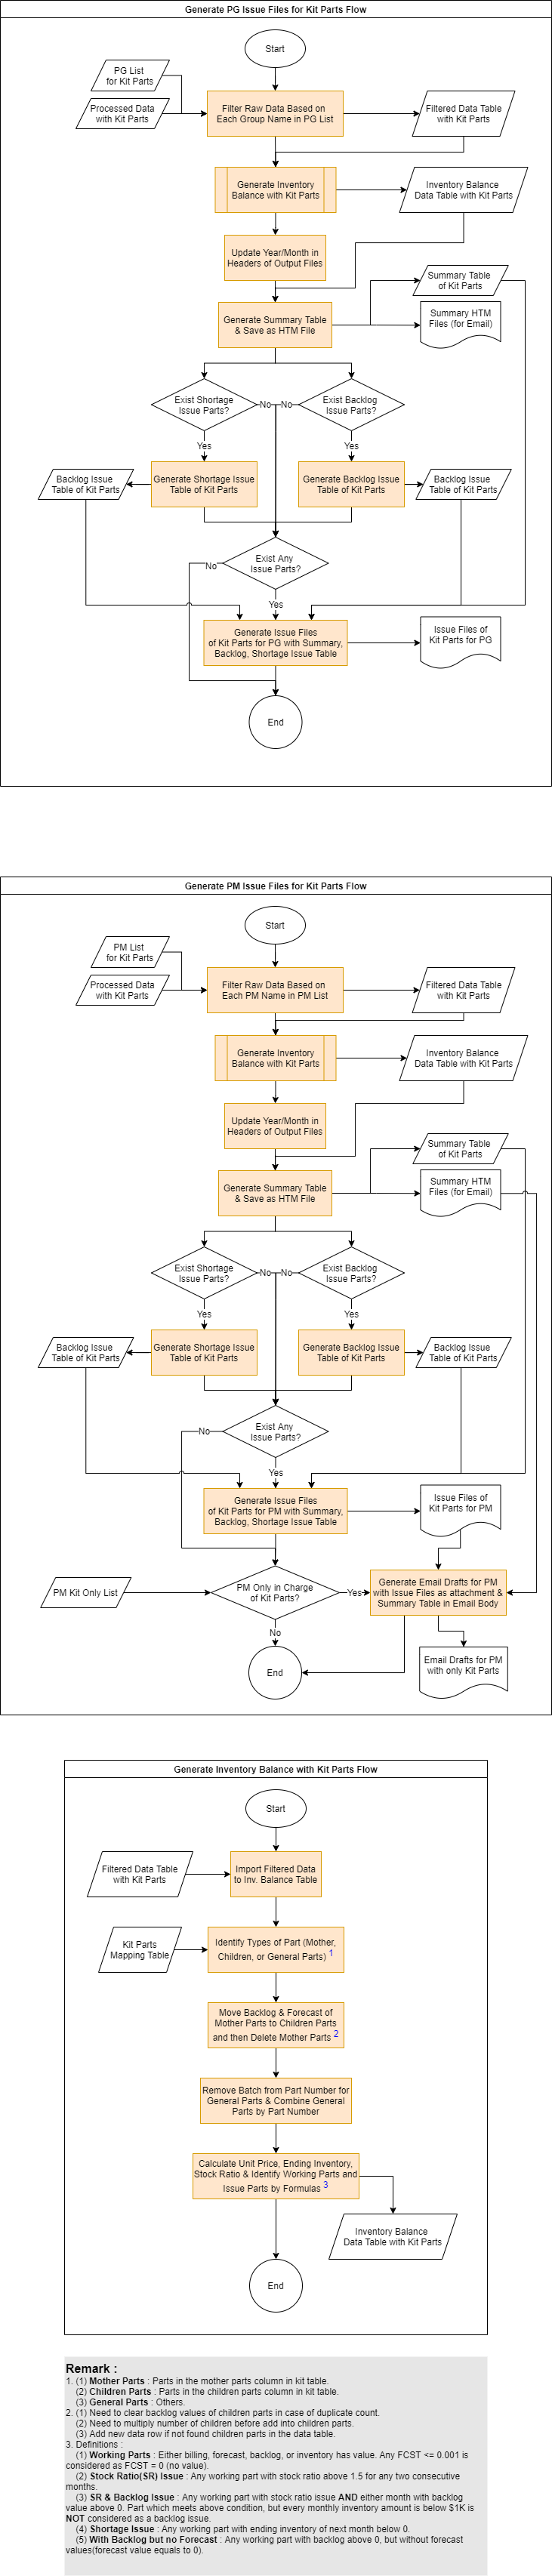 Generate PG Issue Files for Kit Parts Flow
Start
PG List
for Kit Parts
Processed Data
with Kit Parts
Filter Raw Data Based on
Each Group Name in PG List
Filtered Data Table
with Kit Parts
Generate Inventory
Balance with Kit Parts
Inventory Balance
Data Table with Kit Parts
Update Year/Month in
Headers of Output Files
Summary Table
of Kit Parts
Generate Summary Table
& Save as HTM File
Summary HTM
Files (for Email)
Exist Shortage
Issue Parts?
No
No
Exist Backlog
Issue Parts?
Yes
Yes
Backlog Issue
Table of Kit Parts
Generate Shortage Issue
Table of Kit Parts
Generate Backlog Issue
Table of Kit Parts
Backlog Issue
Table of Kit Parts
No
Exist Any
Issue Parts?
Yes
Generate Issue Files
of Kit Parts for PG with Summary,
Backlog, Shortage Issue Table
Issue Files of
Kit Parts for PG
End
Generate PM Issue Files for Kit Parts Flow
Start
PM List
for Kit Parts
Processed Data
with Kit Parts
Filter Raw Data Based on
Each PM Name in PM List
Filtered Data Table
with Kit Parts
Generate Inventory
Balance with Kit Parts
Inventory Balance
Data Table with Kit Parts
Update Year/Month in
Headers of Output Files
Summary Table
of Kit Parts
Generate Summary Table
& Save as HTM File
Summary HTM
Files (for Email)
Exist Shortage
Issue Parts?
No
No
Exist Backlog
Issue Parts?
Yes
Yes
Backlog Issue
Table of Kit Parts
Generate Shortage Issue
Table of Kit Parts
Generate Backlog Issue
Table of Kit Parts
Backlog Issue
Table of Kit Parts
No
Exist Any
Issue Parts?
Yes
Generate Issue Files
of Kit Parts for PM with Summary,
Backlog, Shortage Issue Table
Issue Files of
Kit Parts for PM
PM Kit Only List
PM Only in Charge
of Kit Parts?
Yes
Generate Email Drafts for PM
with Issue Files as attachment &
Summary Table in Email Body
No
End
Email Drafts for PM
with only Kit Parts
Generate Inventory Balance with Kit Parts Flow
Start
Filtered Data Table
with Kit Parts
Import Filtered Data
to Inv. Balance Table
Kit Parts
Mapping Table
Identify Types of Part (Mother,
Children, or General Parts) 1
Move Backlog & Forecast of
Mother Parts to Children Parts
and then Delete Mother Parts 2
Remove Batch from Part Number for
General Parts & Combine General
Parts by Part Number
Calculate Unit Price, Ending Inventory,
Stock Ratio & Identify Working Parts and
Issue Parts by Formulas 3
Inventory Balance
Data Table with Kit Parts
End
Remark :
1. (1) Mother Parts : Parts in the mother parts column in kit table.
(2) Children Parts : Parts in the children parts column in kit table.
(3) General Parts : Others.
2. (1) Need to clear backlog values of children parts in case of duplicate count.
(2) Need to multiply number of children before add into children parts.
(3) Add new data row if not found children parts in the data table.
3. Definitions :
(1) Working Parts : Either billing, forecast, backlog, or inventory has value. Any FCST <= 0.001 is
considered as FCST = 0 (no value).
(2) Stock Ratio(SR) Issue : Any working part with stock ratio above 1.5 for any two consecutive
months.
(3) SR & Backlog Issue : Any working part with stock ratio issue AND either month with backlog
value above 0. Part which meets above condition, but every monthly inventory amount is below $1K is
NOT considered as a backlog issue.
(4) Shortage Issue : Any working part with ending inventory of next month below 0.
(5) With Backlog but no Forecast : Any working part with backlog above 0, but without forecast
values(forecast value equals to 0).